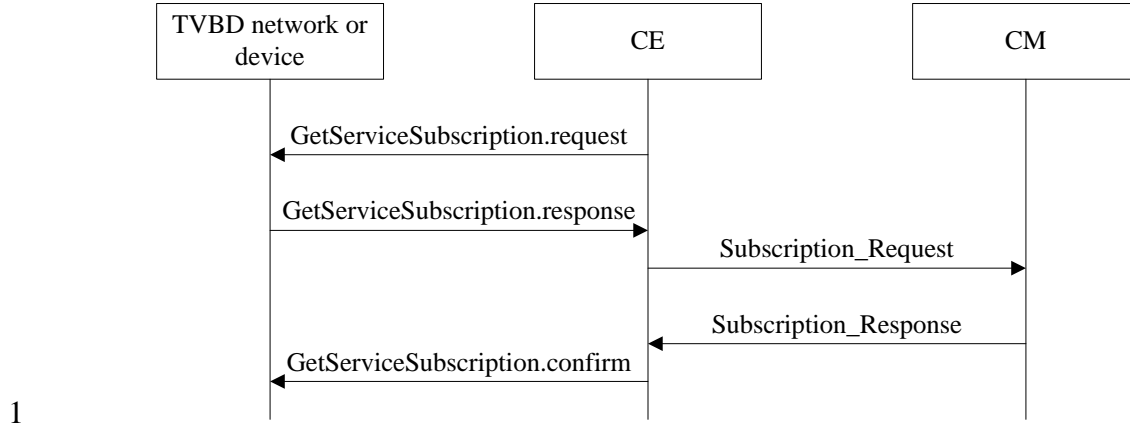 TVBD network or
device
CE
CM
GetServiceSubscription.request
GetServiceSubscription.response
Subscription_Request
Subscription_Response
GetServiceSubscription.confirm
1